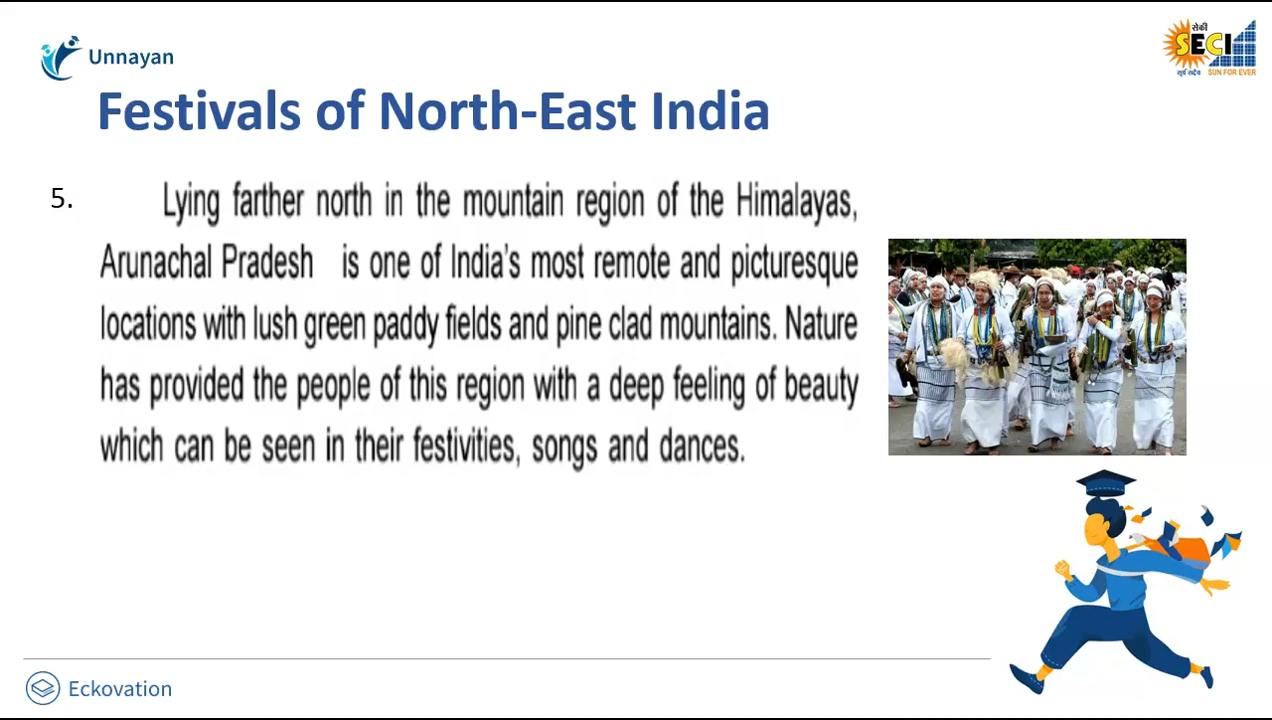 Unnayan
सेकी
SECI
सूर्य सदैव SUN FOR EVER
Festivals of North-East India
5. Lying farther north in the mountain region of the Himalayas,
Arunachal Pradesh is one of India's most remote and picturesque
locations with lush green paddy fields and pine clad mountains. Nature
has provided the people of this region with a deep feeling of beauty
which can be seen in their festivities, songs and dances.
Eckovation